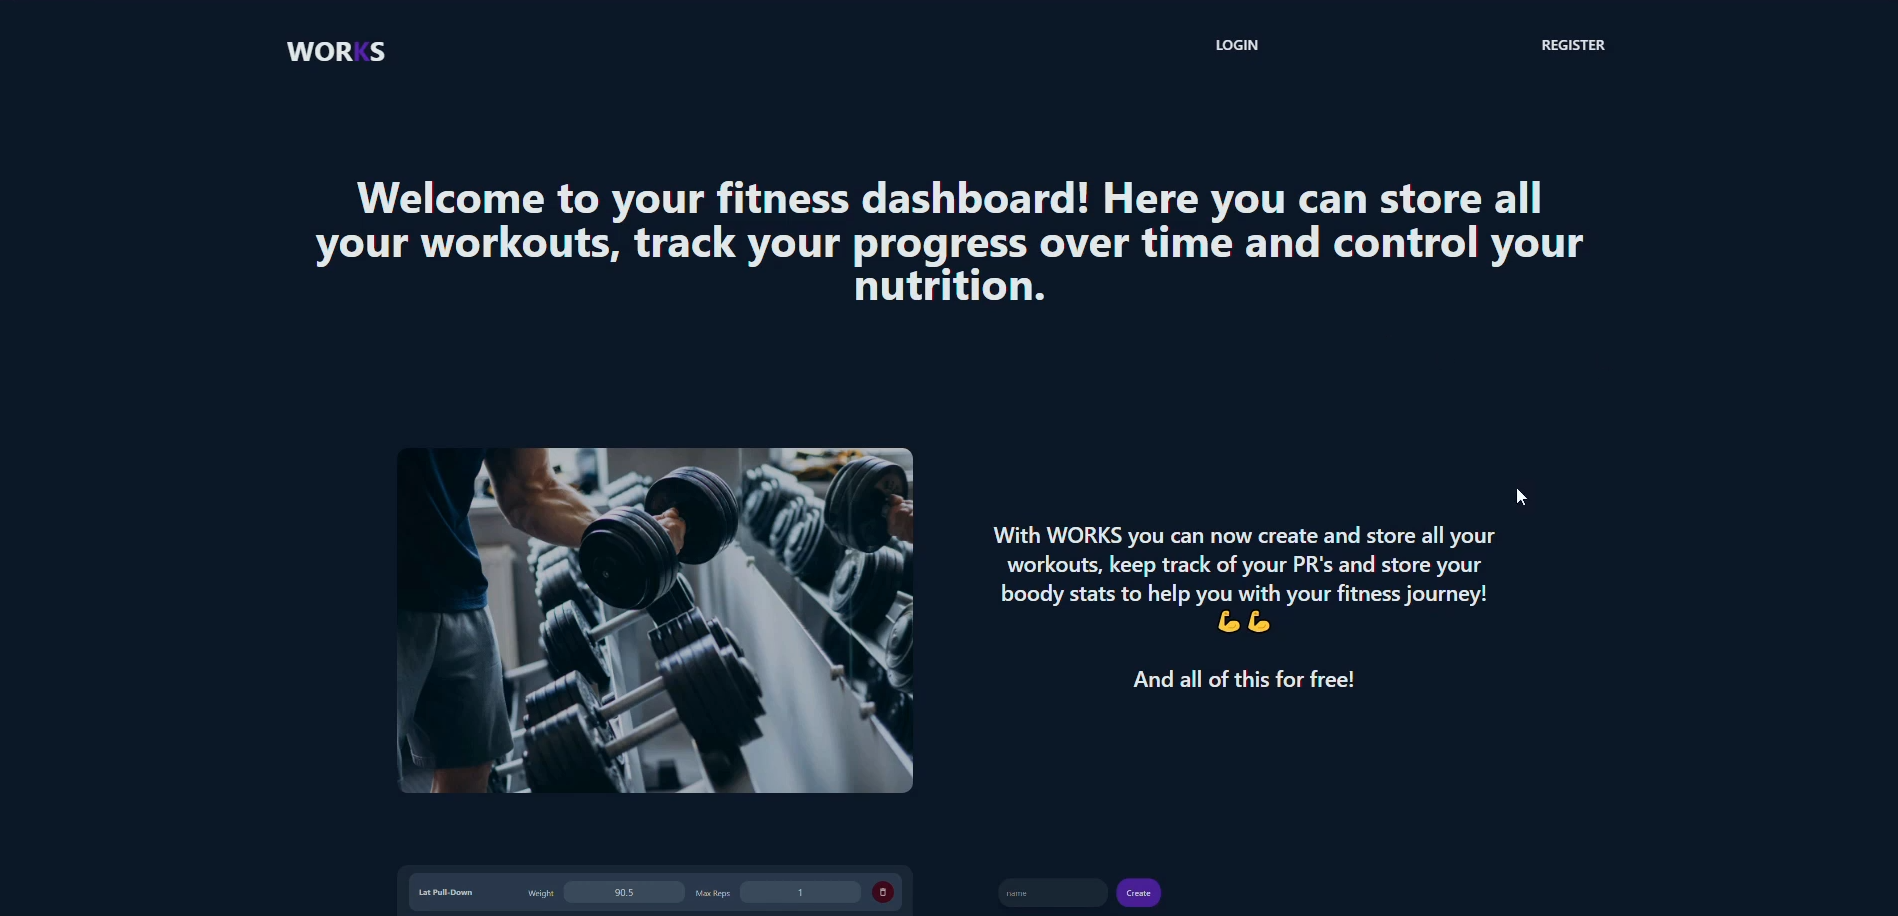 WORKS
LOGIN
REGISTER
Welcome to your fitness dashboard! Here you can store all
your workouts, track your progress over time and control your
nutrition.
With WORKS you can now create and store all your
workouts, keep track of your PR's and store your
boody stats to help you with your fitness journey!
💪💪
And all of this for free!
Lat Pull-Down Weight 90.5 Max Reps 1
name Create